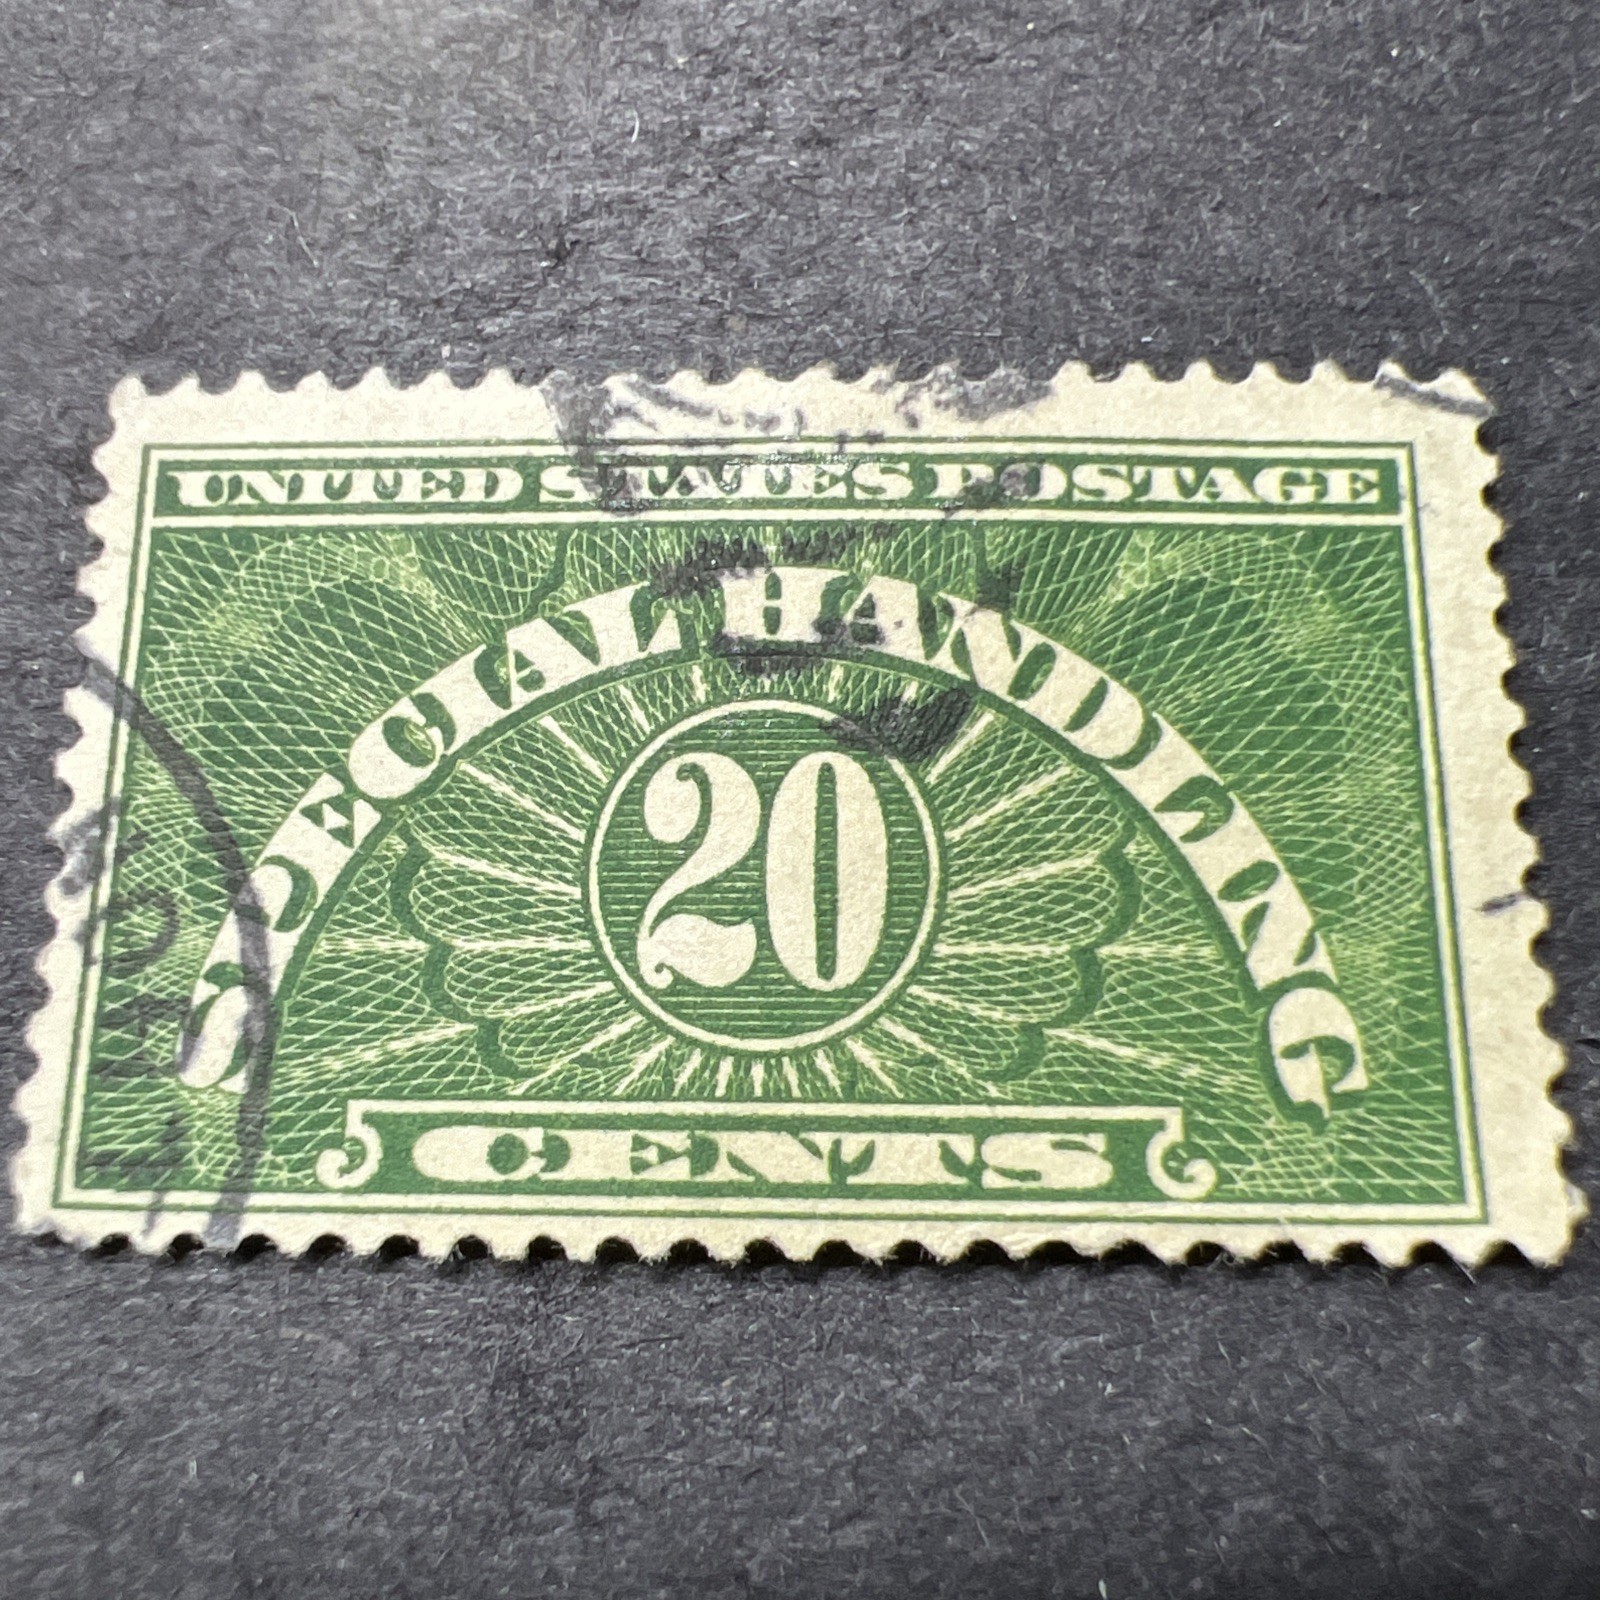 UNITED STATES POSTAGE
SPECIAL HANDLING
20
CENTS